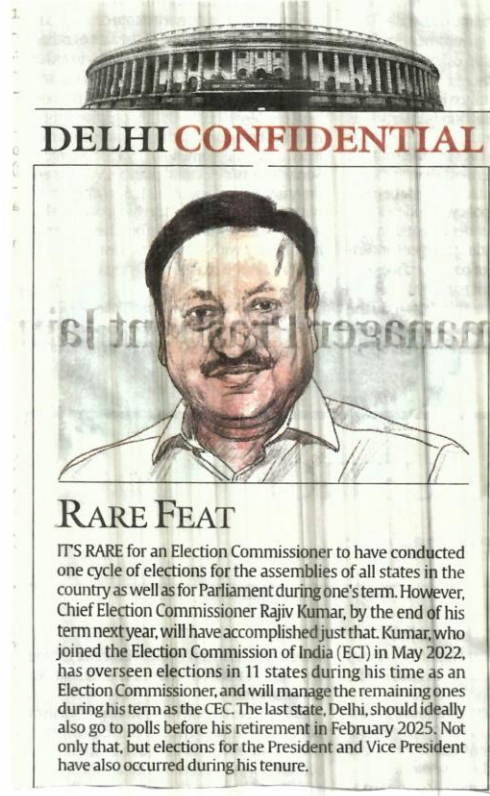 DELHI CONFIDENTIAL
RARE FEAT
IT'S RARE for an Election Commissioner to have conducted
one cycle of elections for the assemblies of all states in the
country as well as for Parliament during one's term. However,
Chief Election Commissioner Rajiv Kumar, by the end of his
term next year, will have accomplished just that. Kumar, who
joined the Election Commission of India (ECI) in May 2022,
has overseen elections in 11 states during his time as an
Election Commissioner, and will manage the remaining ones
during his term as the CEC. The last state, Delhi, should ideally
also go to polls before his retirement in February 2025. Not
only that, but elections for the President and Vice President
have also occurred during his tenure.